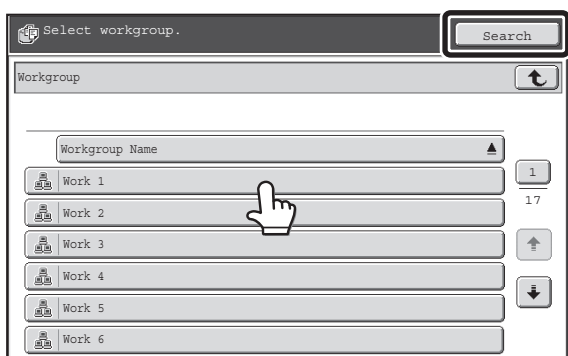 Select workgroup.
Search
Workgroup
Workgroup Name
Work 1
1
17
Work 2
Work 3
Work 4
Work 5
Work 6